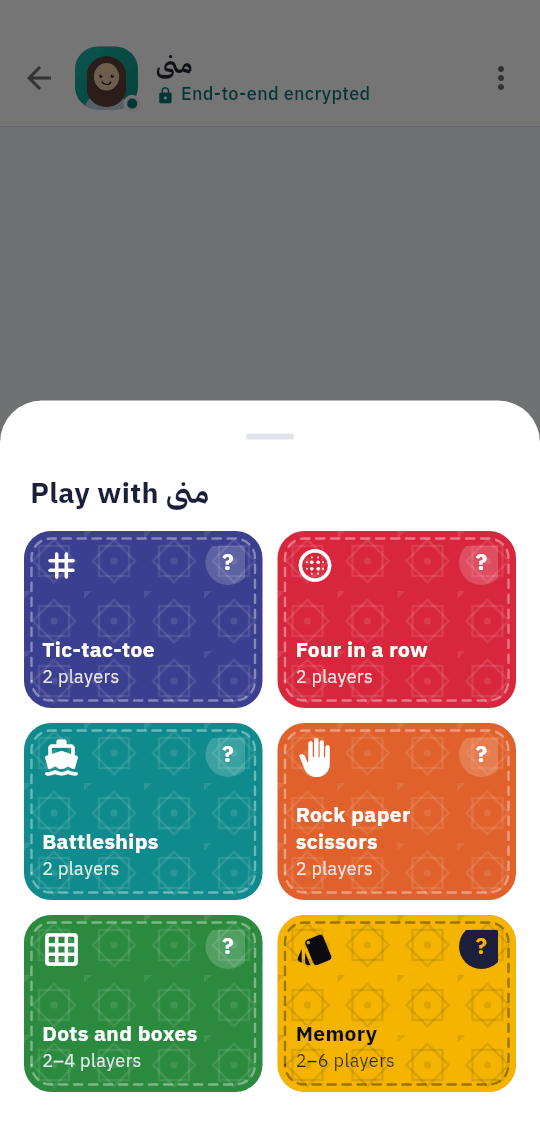 منى
End-to-end encrypted
Play with منى
?
Tic-tac-toe
2 players
?
Four in a row
2 players
?
Battleships
2 players
?
Rock paper
scissors
2 players
?
Dots and boxes
2–4 players
?
Memory
2–6 players